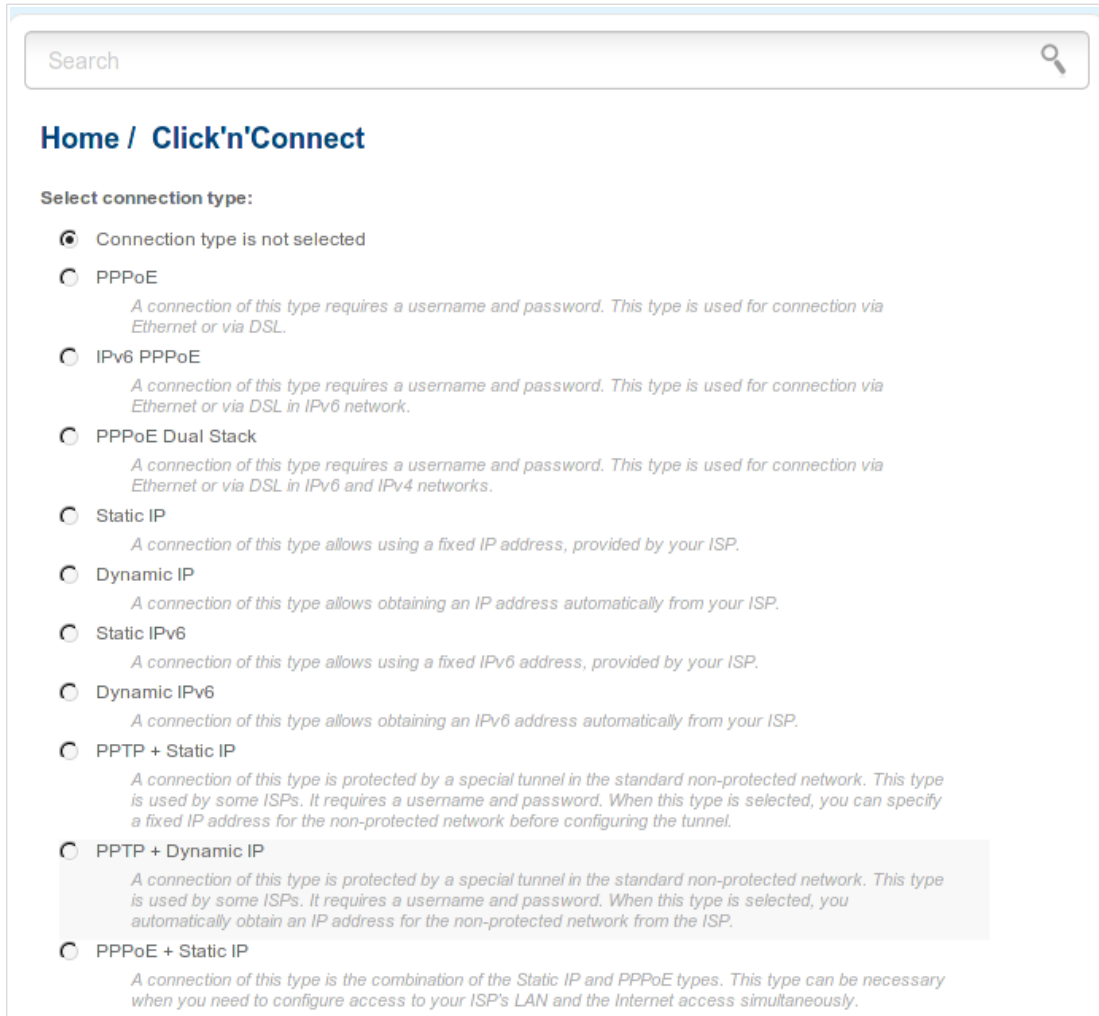 Search
Home / Click'n'Connect
Select connection type:
Connection type is not selected
PPPoE
A connection of this type requires a username and password. This type is used for connection via
Ethernet or via DSL.
IPv6 PPPoE
A connection of this type requires a username and password. This type is used for connection via
Ethernet or via DSL in IPv6 network.
PPPoE Dual Stack
A connection of this type requires a username and password. This type is used for connection via
Ethernet or via DSL in IPv6 and IPv4 networks.
Static IP
A connection of this type allows using a fixed IP address, provided by your ISP.
Dynamic IP
A connection of this type allows obtaining an IP address automatically from your ISP.
Static IPv6
A connection of this type allows using a fixed IPv6 address, provided by your ISP.
Dynamic IPv6
A connection of this type allows obtaining an IPv6 address automatically from your ISP.
PPTP + Static IP
A connection of this type is protected by a special tunnel in the standard non-protected network. This type
is used by some ISPs. It requires a username and password. When this type is selected, you can specify
a fixed IP address for the non-protected network before configuring the tunnel.
PPTP + Dynamic IP
A connection of this type is protected by a special tunnel in the standard non-protected network. This type
is used by some ISPs. It requires a username and password. When this type is selected, you
automatically obtain an IP address for the non-protected network from the ISP.
PPPoE + Static IP
A connection of this type is the combination of the Static IP and PPPoE types. This type can be necessary
when you need to configure access to your ISP's LAN and the Internet access simultaneously.